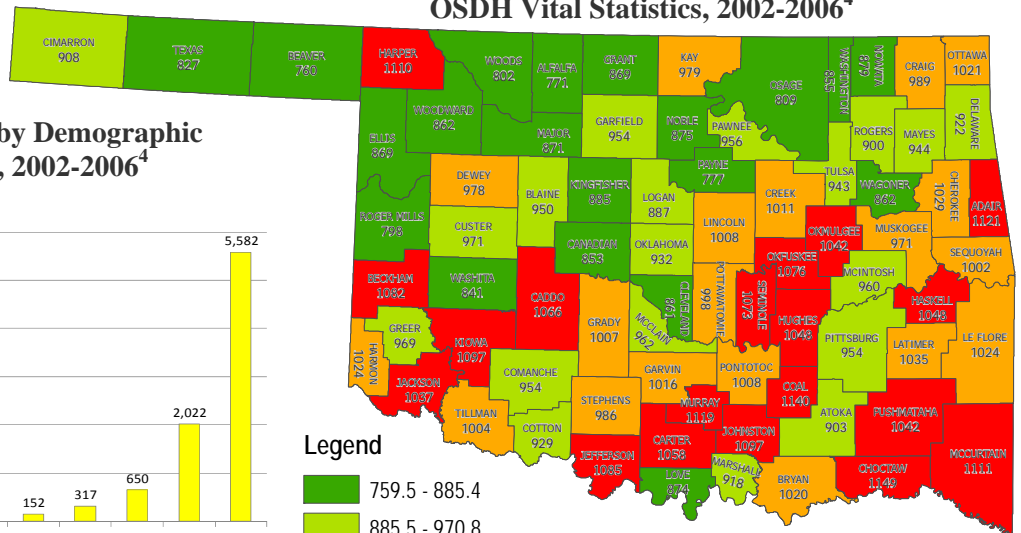 OSDH Vital Statistics, 2002-2006⁴
CIMARRON
908
TEXAS
827
BEAVER
760
HARPER
1110
WOODS
802
ALFALFA
771
GRANT
869
KAY
979
OSAGE
809
WASHINGTON
855
NOWATA
879
CRAIG
989
OTTAWA
1021
by Demographic
, 2002-2006⁴
ELLIS
869
WOODWARD
862
MAJOR
871
GARFIELD
954
NOBLE
875
PAWNEE
956
ROGERS
900
MAYES
944
DELAWARE
922
DEWEY
978
BLAINE
950
KINGFISHER
885
LOGAN
887
PAYNE
777
CREEK
1011
TULSA
943
WAGONER
862
CHEROKEE
1029
ADAIR
1121
ROGER MILLS
798
CUSTER
971
CANADIAN
853
OKLAHOMA
932
LINCOLN
1008
OKMULGEE
1042
MUSKOGEE
971
SEQUOYAH
1002
BECKHAM
1062
WASHITA
841
CADDO
1066
GRADY
1007
MCCLAIN
962
CLEVELAND
POTTAWATOMIE
998
SEMINOLE
1073
OKFUSKEE
1076
MCINTOSH
960
HASKELL
1043
HUGHES
1046
PITTSBURG
954
LATIMER
1035
LE FLORE
1024
HARMON
1024
GREER
969
KIOWA
1097
JACKSON
1037
COMANCHE
954
TILLMAN
1004
COTTON
929
STEPHENS
986
GARVIN
1016
PONTOTOC
1008
COAL
1140
MURRAY
1119
JOHNSTON
1097
ATOKA
903
PUSHMATAHA
1042
MCCURTAIN
1111
JEFFERSON
1085
CARTER
1058
LOVE
874
MARSHALL
918
BRYAN
1020
CHOCTAW
1149
5,582
2,022
650
317
152
Legend
759.5 - 885.4
885.5 - 970.8